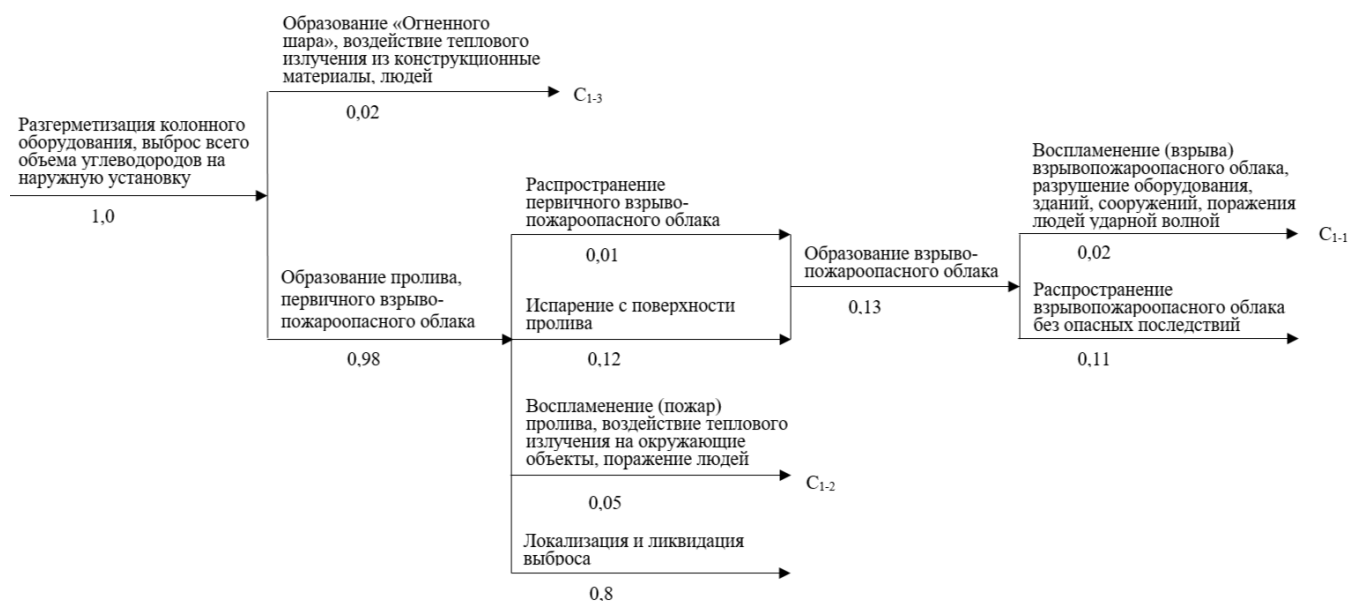 Образование «Огненного
шара», воздействие теплового
излучения из конструкционные
материалы, людей
0,02
С1-3
Разгерметизация колонного
оборудования, выброс всего
объема углеводородов на
наружную установку
1,0
Образование пролива,
первичного взрыво-
пожароопасного облака
0,98
Распространение
первичного взрыво-
пожароопасного облака
0,01
Испарение с поверхности
пролива
0,12
Воспламенение (пожар)
пролива, воздействие теплового
излучения на окружающие
объекты, поражение людей
0,05
С1-2
Локализация и ликвидация
выброса
0,8
Образование взрыво-
пожароопасного облака
0,13
Воспламенение (взрыва)
взрывопожароопасного облака,
разрушение оборудования,
зданий, сооружений, поражения
людей ударной волной
0,02
С1-1
Распространение
взрывопожароопасного облака
без опасных последствий
0,11